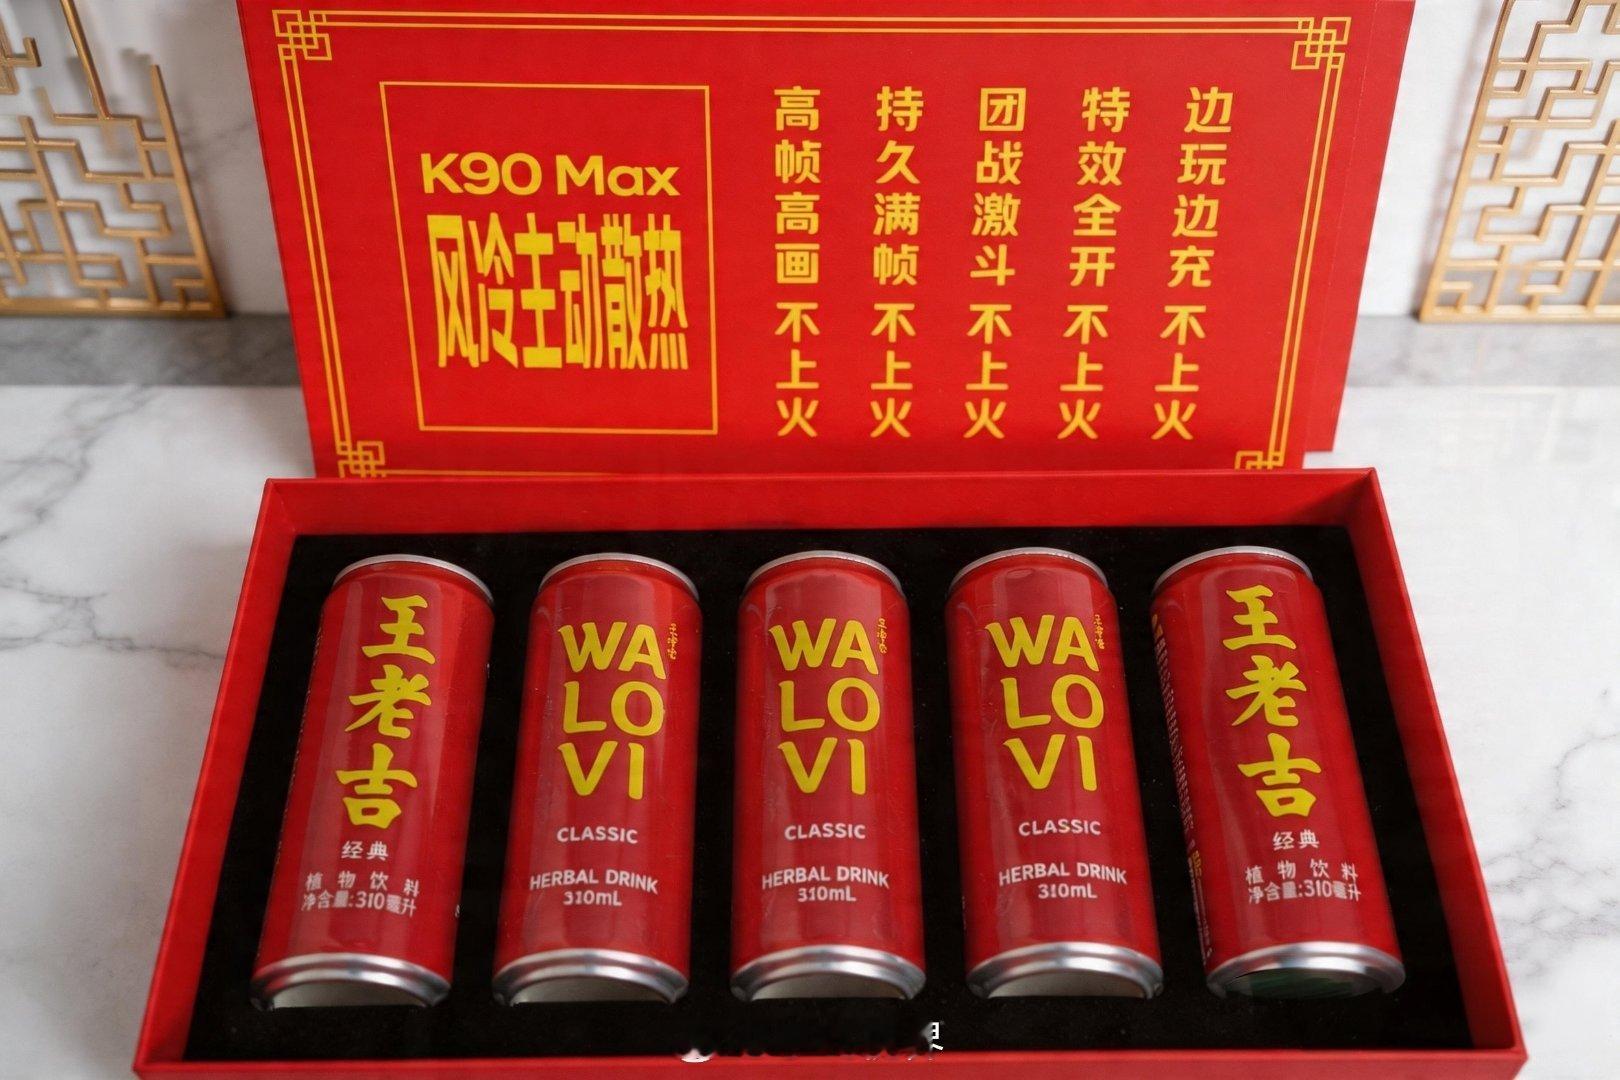 K90 Max
风冷主动散热
高帧高画不上火
持久满帧不上火
团战激斗不上火
特效全开不上火
边玩边充不上火
王老吉
经典
植物饮料
净含量:310毫升
WA
LO
VI
CLASSIC
HERBAL DRINK
310mL
WA
LO
VI
CLASSIC
HERBAL DRINK
310mL
WA
LO
VI
CLASSIC
HERBAL DRINK
310mL
王老吉
经典
植物饮料
净含量:310毫升
界